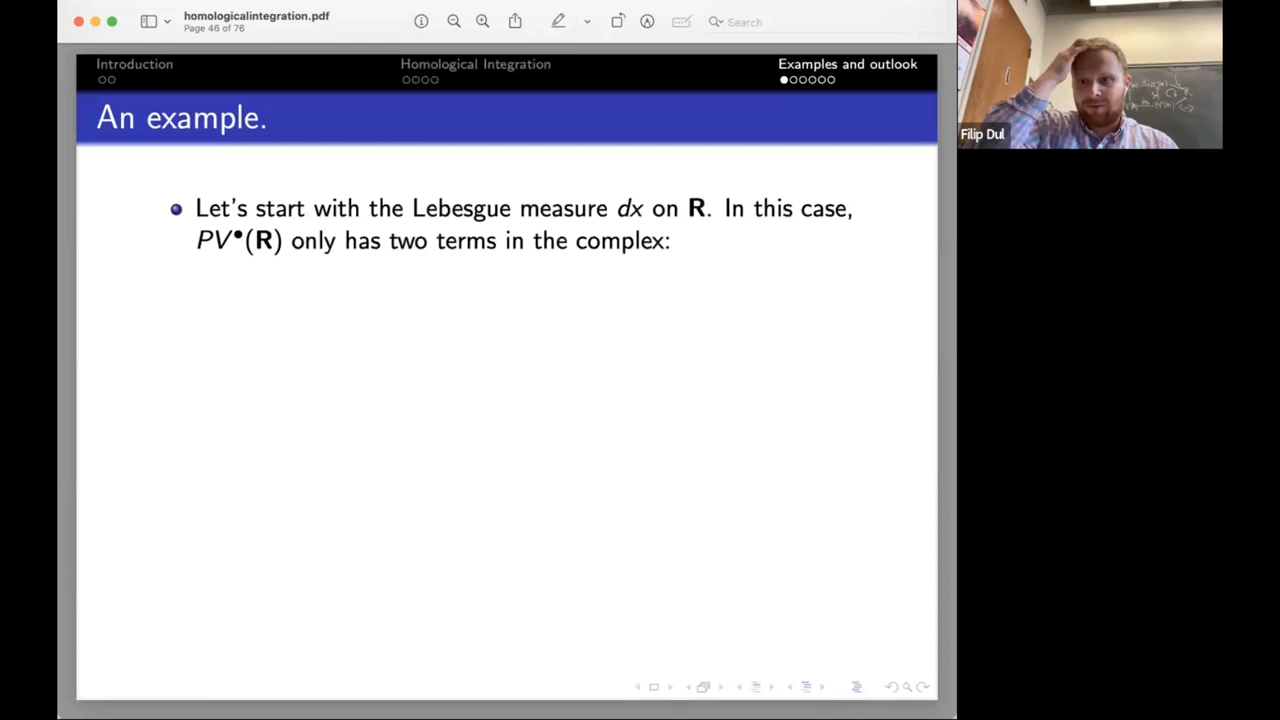 homologicalintegration.pdf
Page 46 of 76
Search
Introduction
Homological Integration
Examples and outlook
An example.
Let's start with the Lebesgue measure dx on R. In this case,
PV•(R) only has two terms in the complex:
Filip Dul